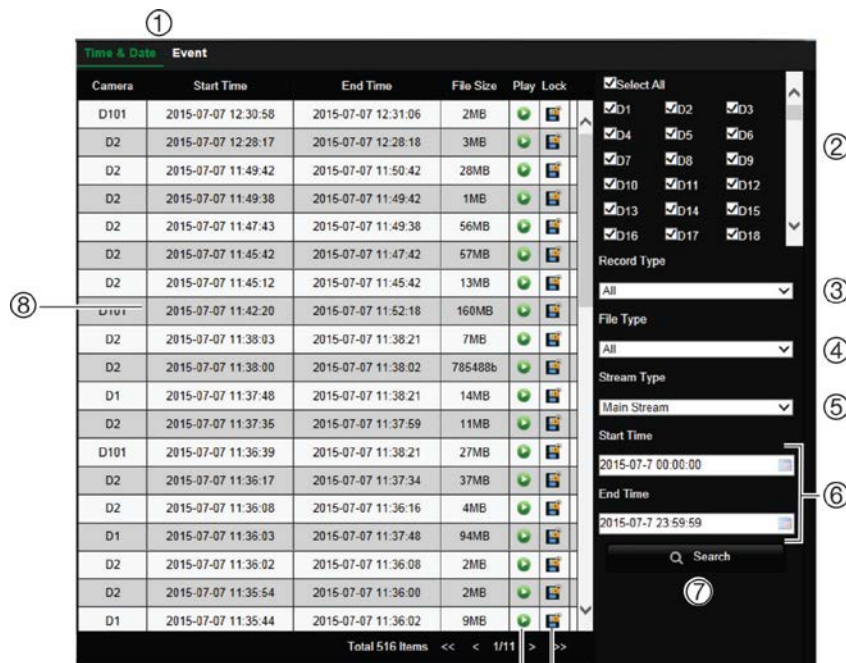 ①
Time & Date Event
Camera Start Time End Time File Size Play Lock
D101 2015-07-07 12:30:58 2015-07-07 12:31:06 2MB
D2 2015-07-07 12:28:17 2015-07-07 12:28:18 3MB
D2 2015-07-07 11:49:42 2015-07-07 11:50:42 28MB
D2 2015-07-07 11:49:38 2015-07-07 11:49:42 1MB
D2 2015-07-07 11:47:43 2015-07-07 11:49:38 56MB
D2 2015-07-07 11:45:42 2015-07-07 11:47:42 57MB
D2 2015-07-07 11:45:12 2015-07-07 11:45:42 13MB
⑧ D101 2015-07-07 11:42:20 2015-07-07 11:52:18 160MB
D2 2015-07-07 11:38:03 2015-07-07 11:38:21 7MB
D2 2015-07-07 11:38:00 2015-07-07 11:38:02 785488b
D1 2015-07-07 11:37:48 2015-07-07 11:38:21 14MB
D2 2015-07-07 11:37:35 2015-07-07 11:37:59 11MB
D101 2015-07-07 11:36:39 2015-07-07 11:38:21 27MB
D2 2015-07-07 11:36:17 2015-07-07 11:37:34 37MB
D2 2015-07-07 11:36:08 2015-07-07 11:36:16 4MB
D1 2015-07-07 11:36:03 2015-07-07 11:37:48 94MB
D2 2015-07-07 11:36:02 2015-07-07 11:36:08 2MB
D2 2015-07-07 11:35:54 2015-07-07 11:36:00 2MB
D1 2015-07-07 11:35:44 2015-07-07 11:36:02 9MB
Total 516 Items << < 1/11 > >>
Select All
D1 D2 D3
D4 D5 D6
②
D7 D8 D9
D10 D11 D12
D13 D14 D15
D16 D17 D18
Record Type
All ③
File Type
All ④
Stream Type
Main Stream ⑤
Start Time
2015-07-7 00:00:00
End Time ⑥
2015-07-7 23:59:59
Search
⑦